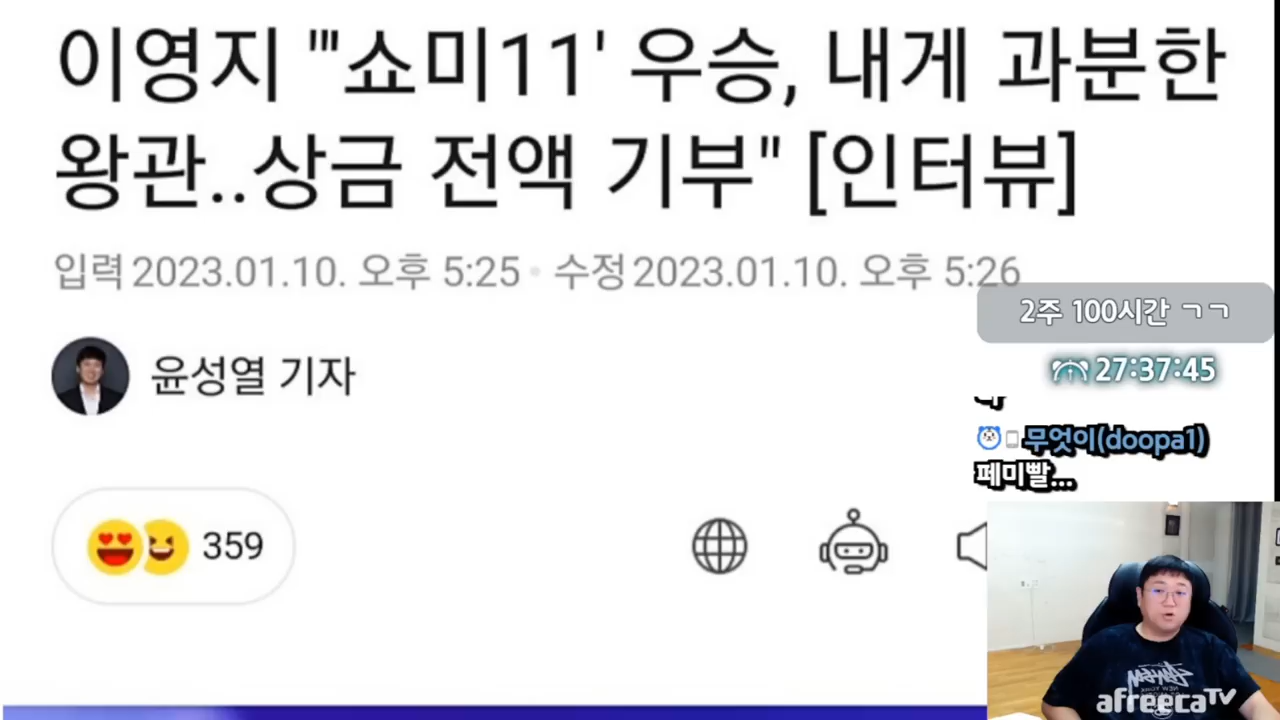 이영지 "'쇼미11' 우승, 내게 과분한
왕관..상금 전액 기부" [인터뷰]
입력 2023.01.10. 오후 5:25 · 수정 2023.01.10. 오후 5:26
윤성열 기자
359
2주 100시간 ㄱㄱ
27:37:45
무엇이(doopa1)
페미빨...
NEW YORK
afreecaTV